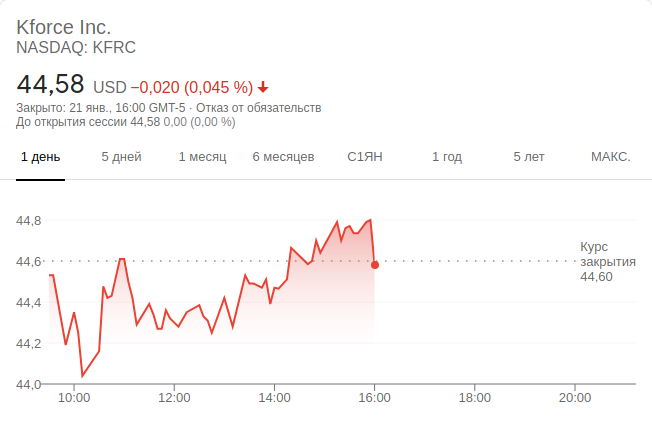 Kforce Inc.
NASDAQ: KFRC
44,58 USD −0,020 (0,045 %)
Закрыто: 21 янв., 16:00 GMT-5 · Отказ от обязательств
До открытия сессии 44,58 0,00 (0,00 %)
1 день 5 дней 1 месяц 6 месяцев С1ЯН 1 год 5 лет МАКС.
44,8
44,6
44,4
44,2
44,0
Курс
закрытия
44,60
10:00 12:00 14:00 16:00 18:00 20:00